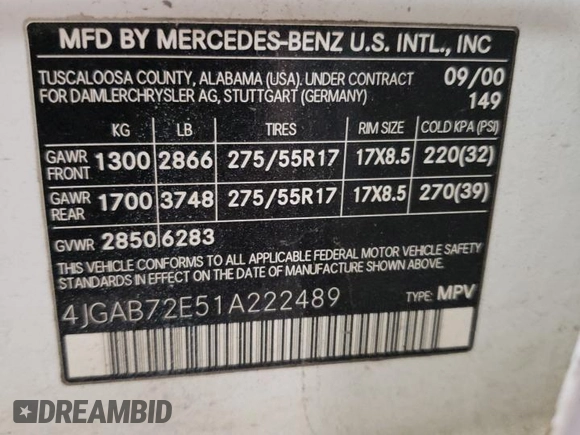 MFD BY MERCEDES-BENZ U.S. INTL., INC
TUSCALOOSA COUNTY, ALABAMA (USA), UNDER CONTRACT 09/00
FOR DAIMLERCHRYSLER AG, STUTTGART (GERMANY) 149
KG LB TIRES RIM SIZE COLD KPA (PSI)
GAWR FRONT 1300 2866 275/55R17 17X8.5 220(32)
GAWR REAR 1700 3748 275/55R17 17X8.5 270(39)
GVWR 2850 6283
THIS VEHICLE CONFORMS TO ALL APPLICABLE FEDERAL MOTOR VEHICLE SAFETY
STANDARDS IN EFFECT ON THE DATE OF MANUFACTURE SHOWN ABOVE.
4JGAB72E51A222489 TYPE: MPV
DREAMBID